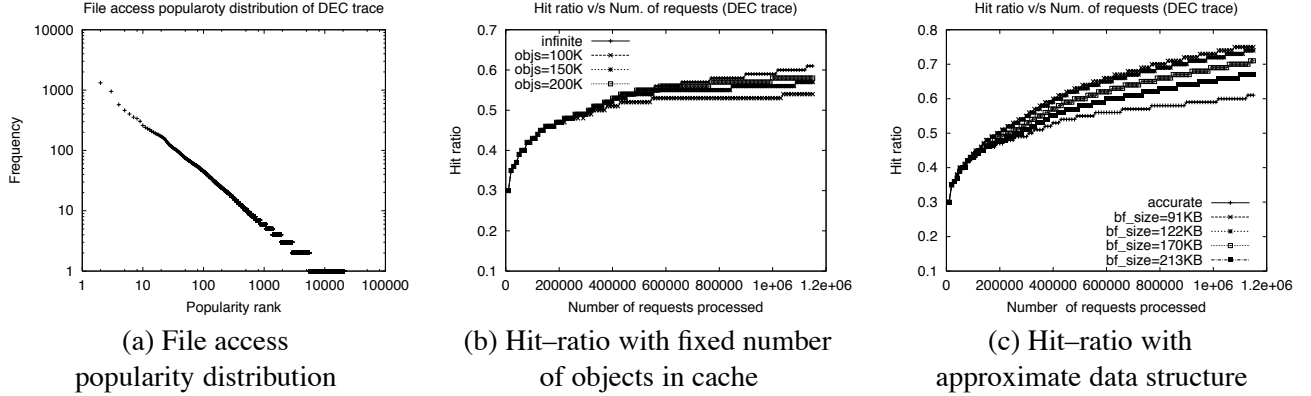 File access popularoty distribution of DEC trace
10000
1000
100
10
1
1 10 100 1000 10000 100000
Frequency
Popularity rank
(a) File access
popularity distribution
Hit ratio v/s Num. of requests (DEC trace)
0.8
0.7
0.6
0.5
0.4
0.3
0.2
0.1
infinite
objs=100K
objs=150K
objs=200K
0 200000 400000 600000 800000 1e+06 1.2e+06
Hit ratio
Number of requests processed
(b) Hit–ratio with fixed number
of objects in cache
Hit ratio v/s Num. of requests (DEC trace)
0.8
0.7
0.6
0.5
0.4
0.3
0.2
0.1
accurate
bf_size=91KB
bf_size=122KB
bf_size=170KB
bf_size=213KB
0 200000 400000 600000 800000 1e+06 1.2e+06
Hit ratio
Number of requests processed
(c) Hit–ratio with
approximate data structure